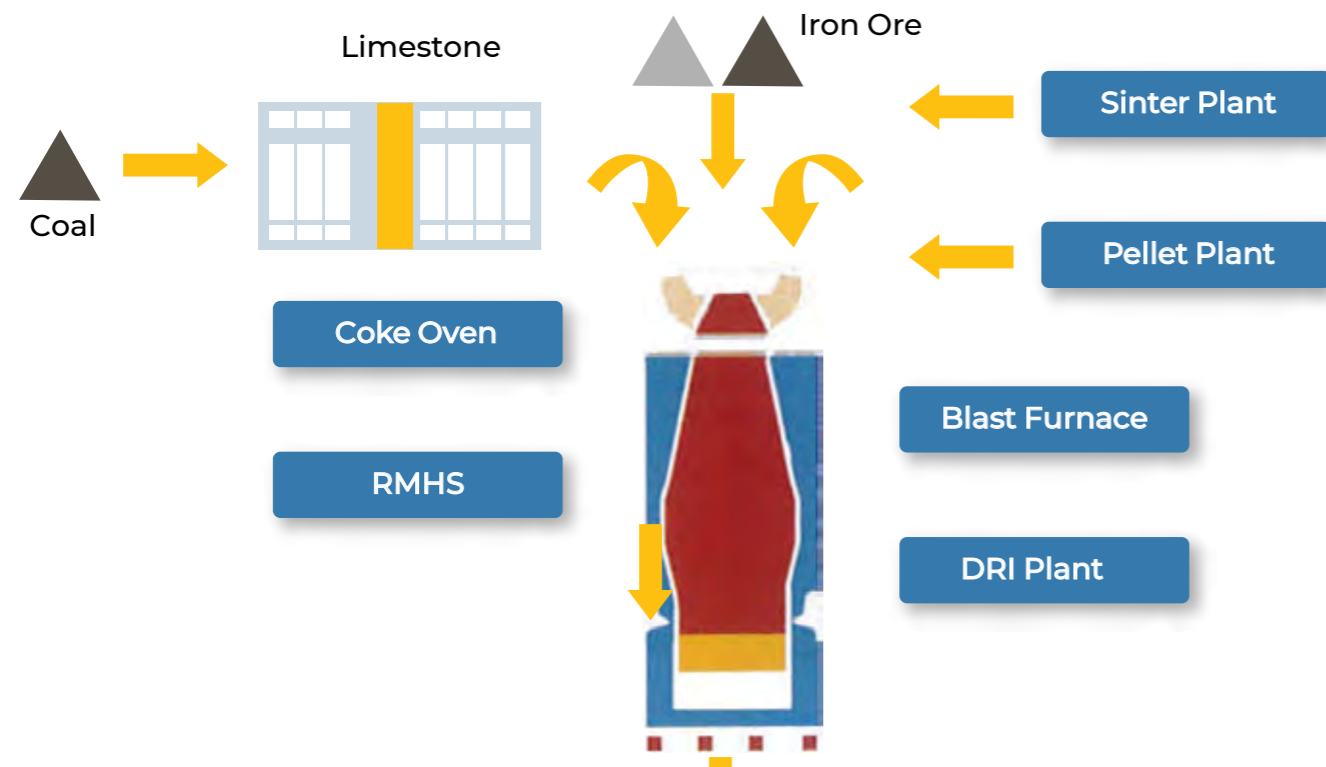 Iron Ore
Limestone
Sinter Plant
Coal
Pellet Plant
Coke Oven
Blast Furnace
RMHS
DRI Plant